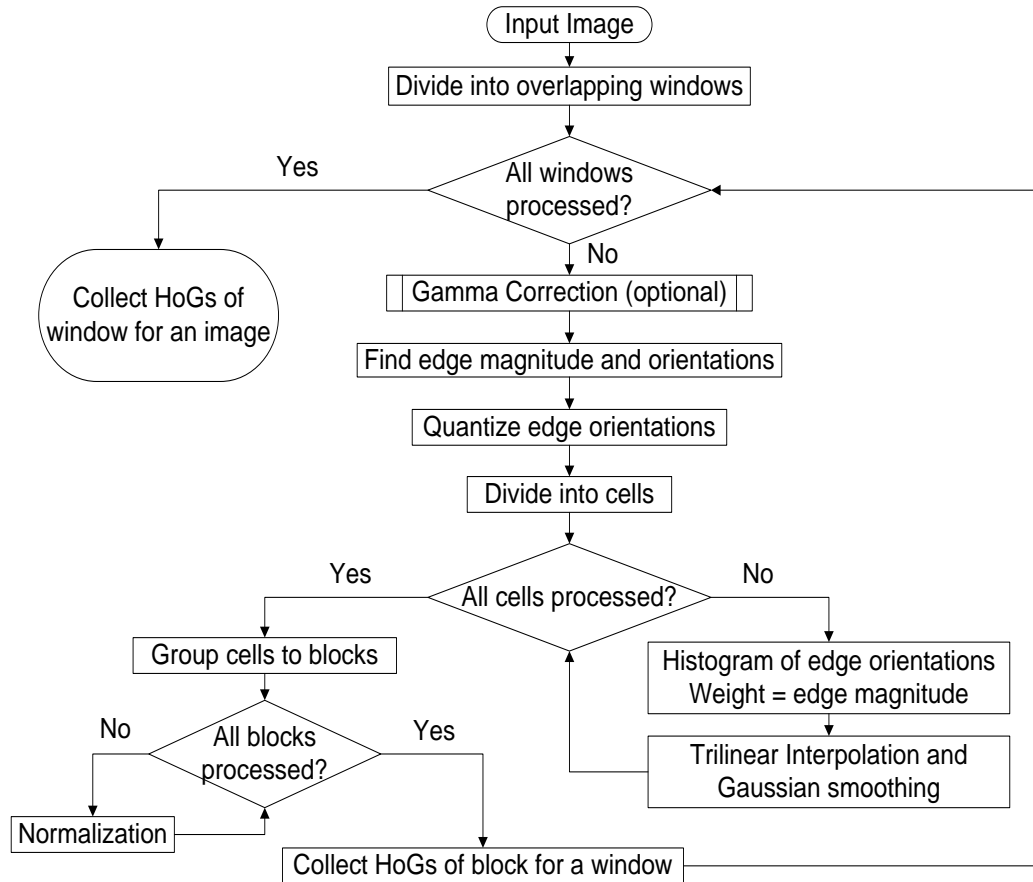 Input Image
Divide into overlapping windows
Yes
All windows
processed?
No
Collect HoGs of
window for an image
Gamma Correction (optional)
Find edge magnitude and orientations
Quantize edge orientations
Divide into cells
Yes
All cells processed?
No
Group cells to blocks
Histogram of edge orientations
Weight = edge magnitude
No
All blocks
processed?
Yes
Trilinear Interpolation and
Gaussian smoothing
Normalization
Collect HoGs of block for a window